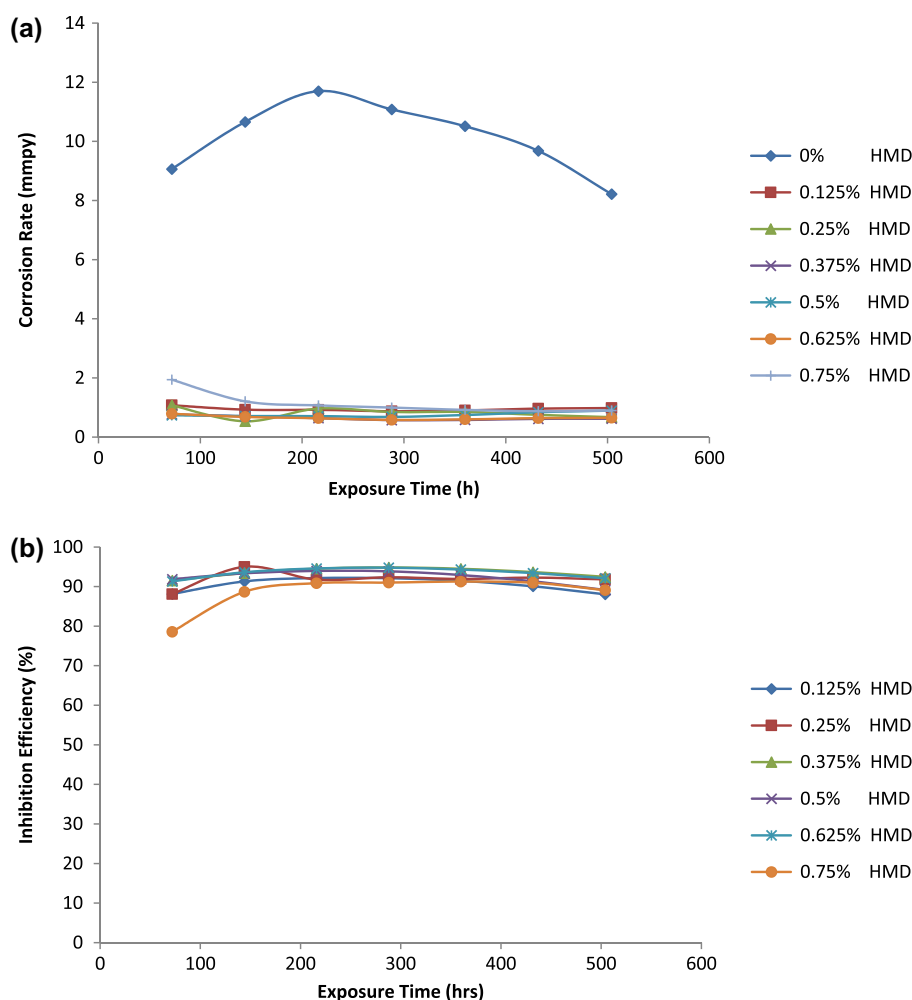 (a)
14
12
10
8
6
4
2
0
Corrosion Rate (mmpy)
0 100 200 300 400 500 600
Exposure Time (h)
0% HMD
0.125% HMD
0.25% HMD
0.375% HMD
0.5% HMD
0.625% HMD
0.75% HMD
(b)
100
90
80
70
60
50
40
30
20
10
0
Inhibition Efficiency (%)
0 100 200 300 400 500 600
Exposure Time (hrs)
0.125% HMD
0.25% HMD
0.375% HMD
0.5% HMD
0.625% HMD
0.75% HMD